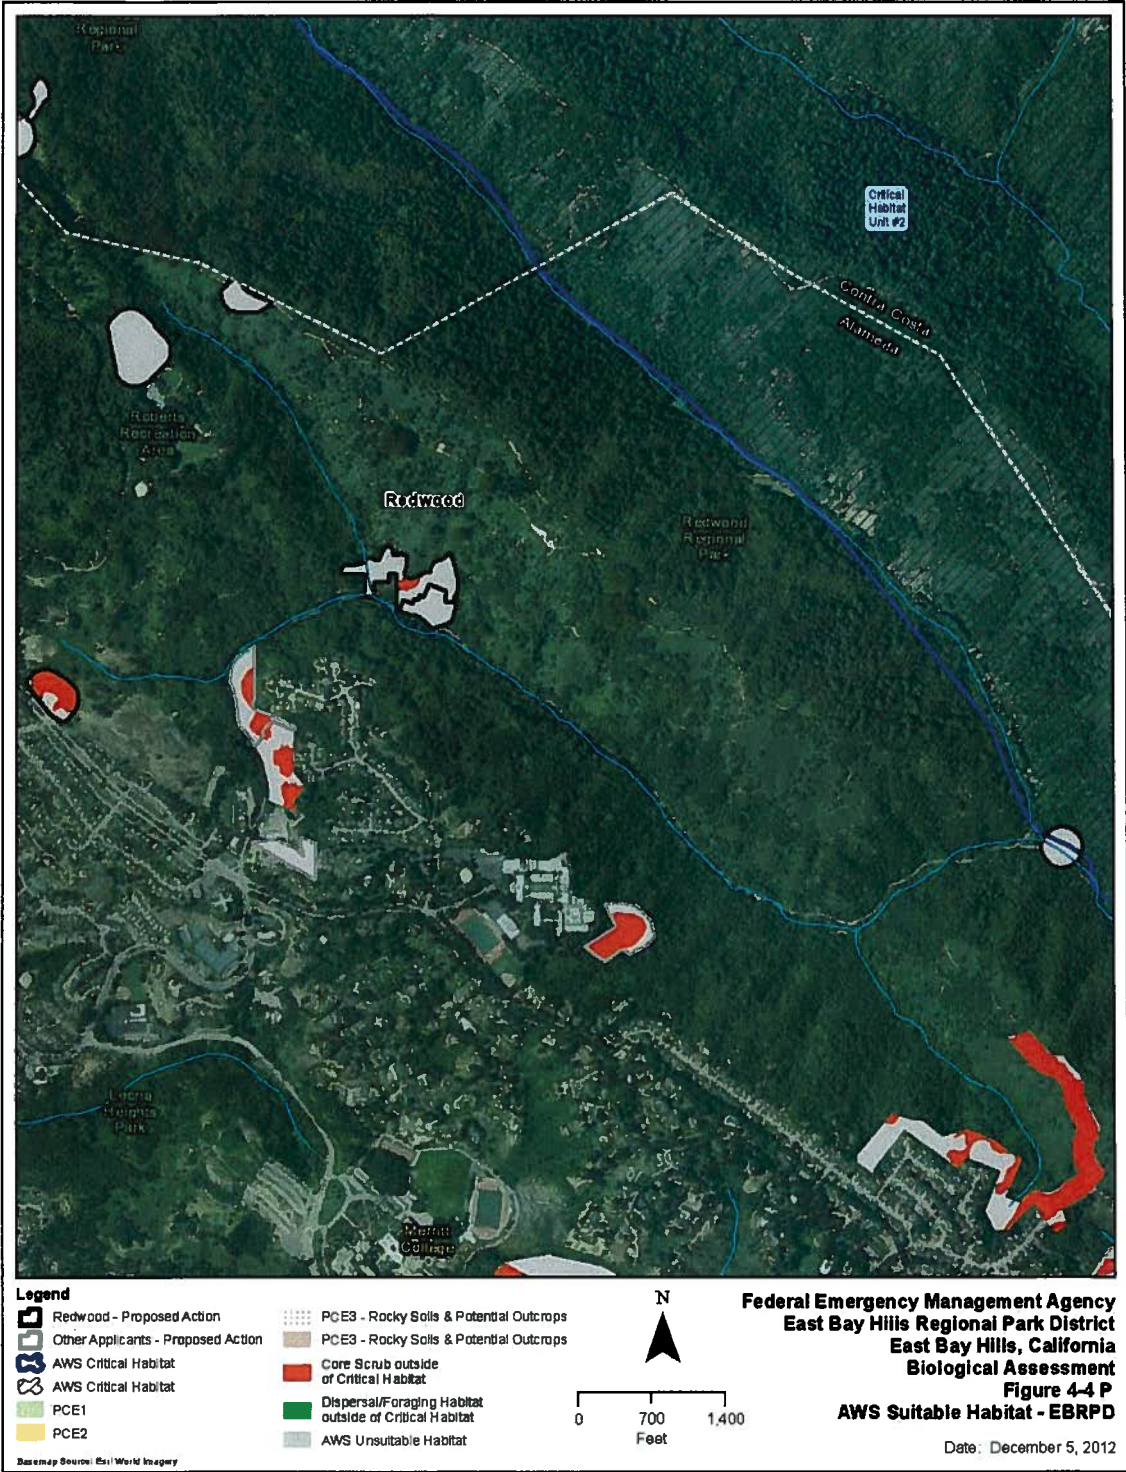 Regional
Park
Critical
Habitat
Unit #2
Contra Costa
Alameda
Roberts
Recreation
Area
Redwood
Redwood
Regional
Park
Leona
Heights
Park
Merritt
College
Legend
Redwood - Proposed Action
Other Applicants - Proposed Action
AWS Critical Habitat
AWS Critical Habitat
PCE1
PCE2
PCE3 - Rocky Soils & Potential Outcrops
PCE3 - Rocky Soils & Potential Outcrops
Core Scrub outside
of Critical Habitat
Dispersal/Foraging Habitat
outside of Critical Habitat
AWS Unsuitable Habitat
N
0 700 1,400
Feet
Federal Emergency Management Agency
East Bay Hills Regional Park District
East Bay Hills, California
Biological Assessment
Figure 4-4 P
AWS Suitable Habitat - EBRPD
Date: December 5, 2012
Basemap Source: Esri World Imagery